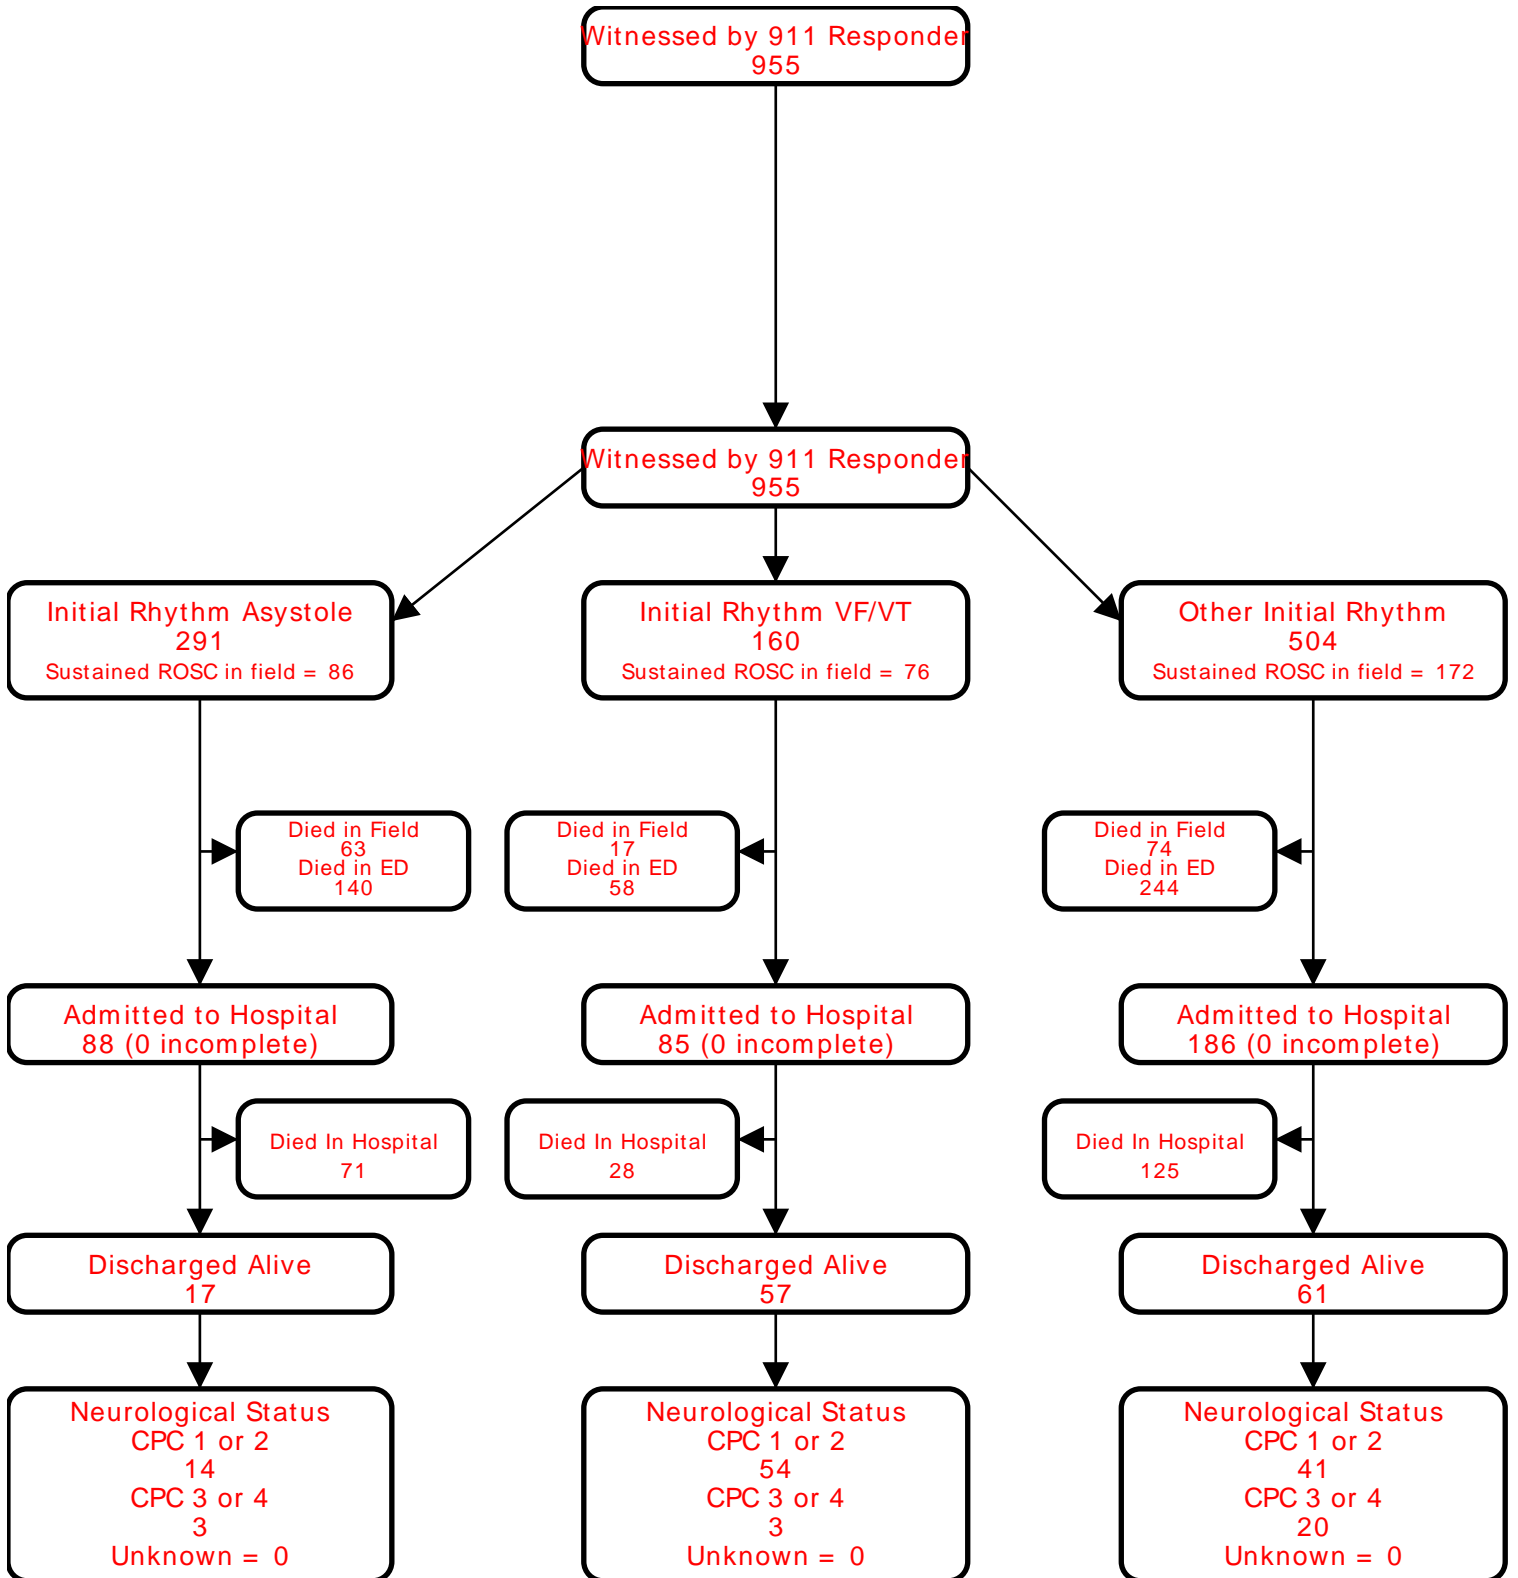 Witnessed by 911 Responder
955
Witnessed by 911 Responder
955
Initial Rhythm Asystole
291
Sustained ROSC in field = 86
Initial Rhythm VF/VT
160
Sustained ROSC in field = 76
Other Initial Rhythm
504
Sustained ROSC in field = 172
Died in Field
63
Died in ED
140
Died in Field
17
Died in ED
58
Died in Field
74
Died in ED
244
Admitted to Hospital
88 (0 incomplete)
Admitted to Hospital
85 (0 incomplete)
Admitted to Hospital
186 (0 incomplete)
Died In Hospital
71
Died In Hospital
28
Died In Hospital
125
Discharged Alive
17
Discharged Alive
57
Discharged Alive
61
Neurological Status
CPC 1 or 2
14
CPC 3 or 4
3
Unknown = 0
Neurological Status
CPC 1 or 2
54
CPC 3 or 4
3
Unknown = 0
Neurological Status
CPC 1 or 2
41
CPC 3 or 4
20
Unknown = 0